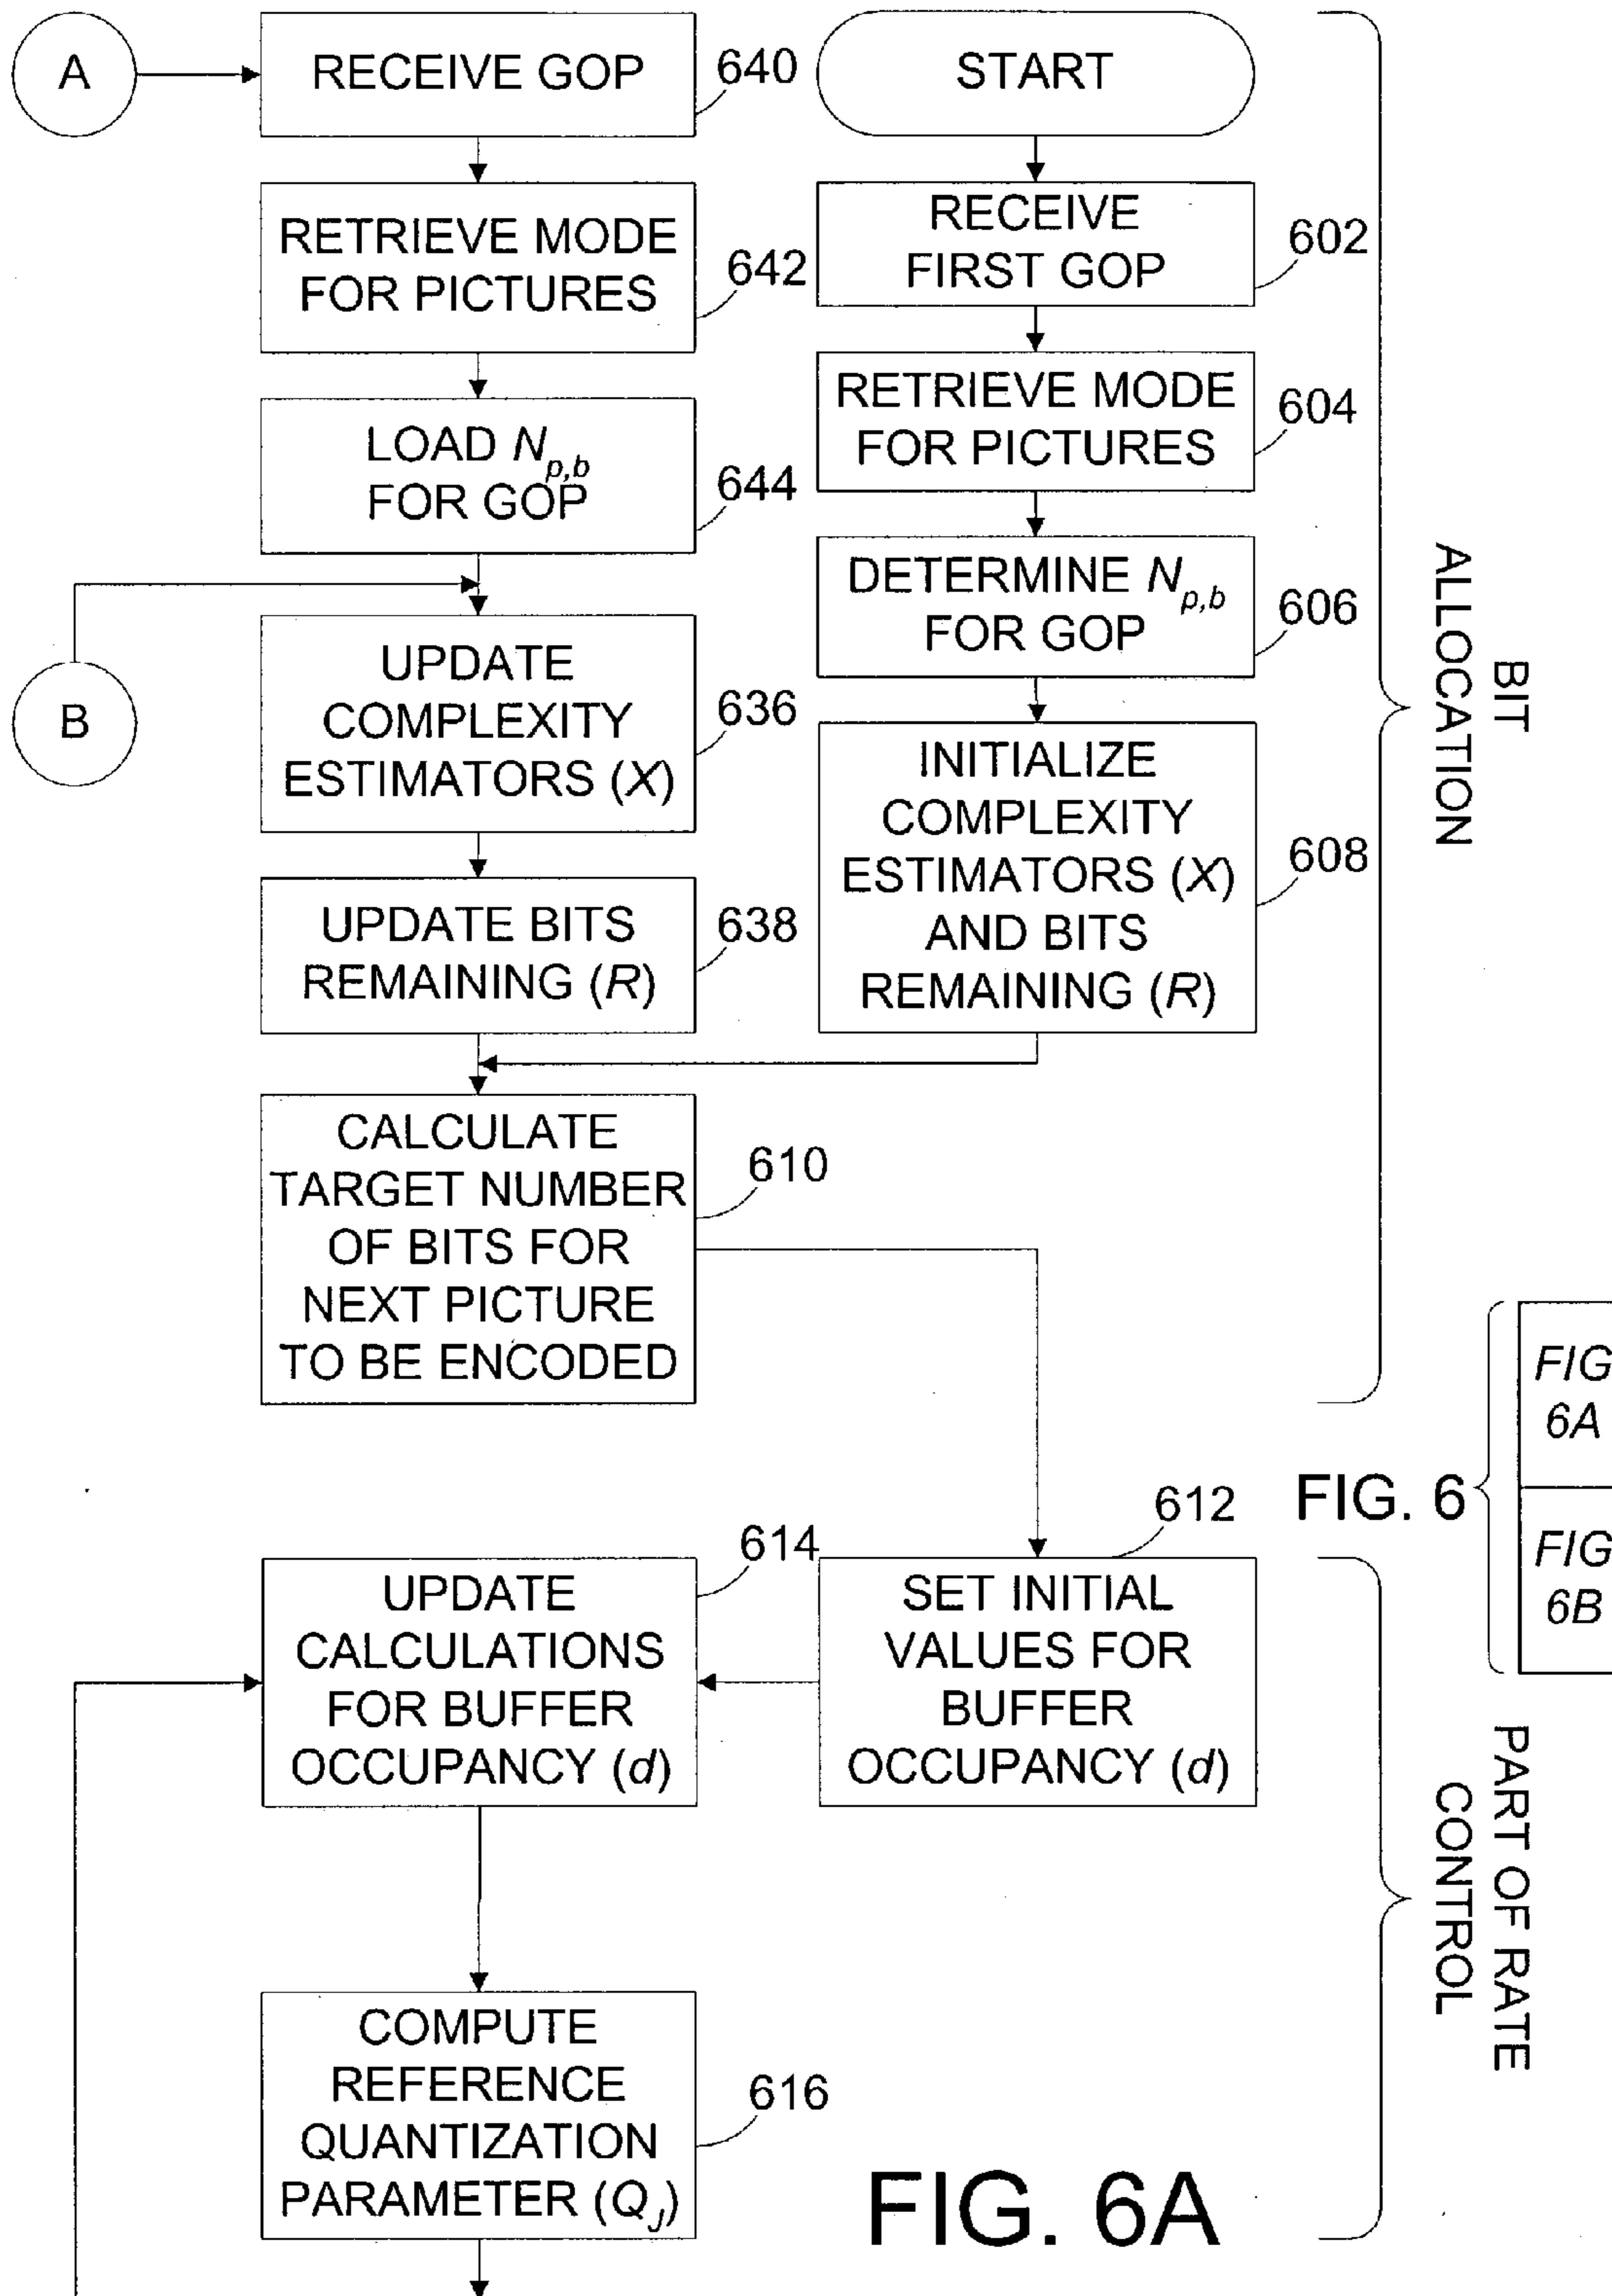 A
RECEIVE GOP
640
RETRIEVE MODE
FOR PICTURES
642
LOAD N p,b
FOR GOP
644
B
UPDATE
COMPLEXITY
ESTIMATORS (X)
636
UPDATE BITS
REMAINING (R)
638
START
RECEIVE
FIRST GOP
602
RETRIEVE MODE
FOR PICTURES
604
DETERMINE N p,b
FOR GOP
606
INITIALIZE
COMPLEXITY
ESTIMATORS (X)
AND BITS
REMAINING (R)
608
CALCULATE
TARGET NUMBER
OF BITS FOR
NEXT PICTURE
TO BE ENCODED
610
BIT
ALLOCATION
FIG. 6
FIG
6A
FIG
6B
612
SET INITIAL
VALUES FOR
BUFFER
OCCUPANCY (d)
614
UPDATE
CALCULATIONS
FOR BUFFER
OCCUPANCY (d)
COMPUTE
REFERENCE
QUANTIZATION
PARAMETER (Q j)
616
PART OF RATE
CONTROL
FIG. 6A